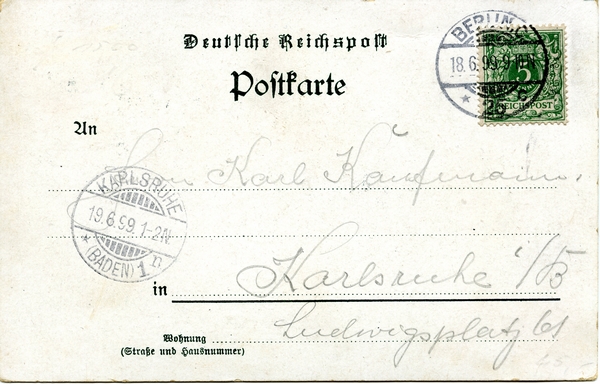 Deutsche Reichspost
Postkarte
BERLIN
18.6.99.9-10N.
* 25 c
5
REICHSPOST
An
Herrn Karl Kaufmann,
KARLSRUHE
19.6.99.1-2N.
* (BADEN) 1 n
in Karlsruhe i/B
Wohnung
(Straße und Hausnummer)
Ludwigsplatz 61